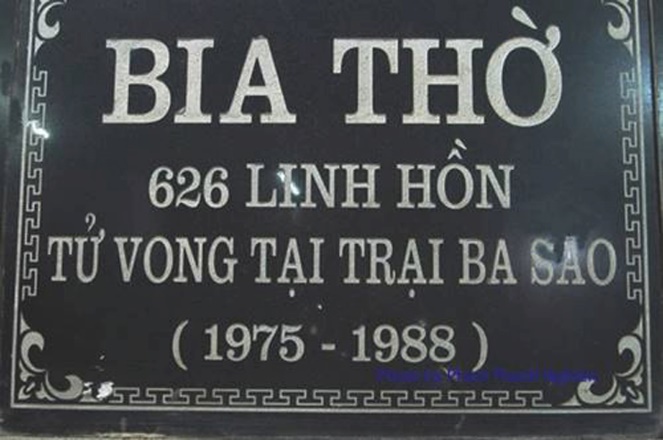 BIA THỜ
626 LINH HỒN
TỬ VONG TẠI TRẠI BA SAO
( 1975 - 1988 )